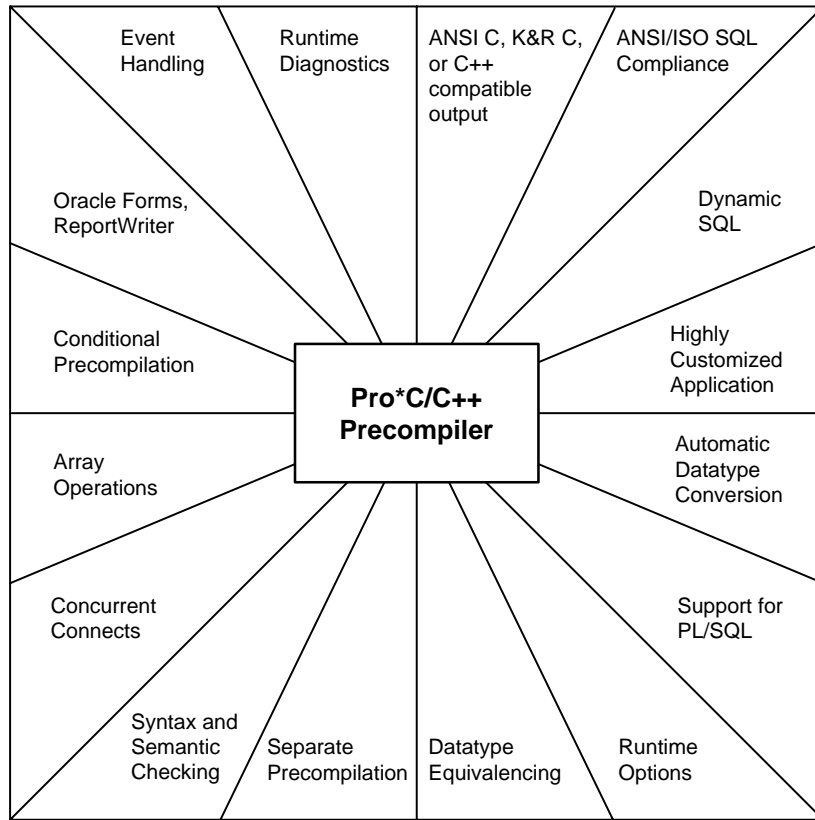 Event
Handling
Runtime
Diagnostics
ANSI C, K&R C,
or C++
compatible
output
ANSI/ISO SQL
Compliance
Oracle Forms,
ReportWriter
Dynamic
SQL
Conditional
Precompilation
Highly
Customized
Application
Pro*C/C++
Precompiler
Array
Operations
Automatic
Datatype
Conversion
Concurrent
Connects
Support for
PL/SQL
Syntax and
Semantic
Checking
Separate
Precompilation
Datatype
Equivalencing
Runtime
Options